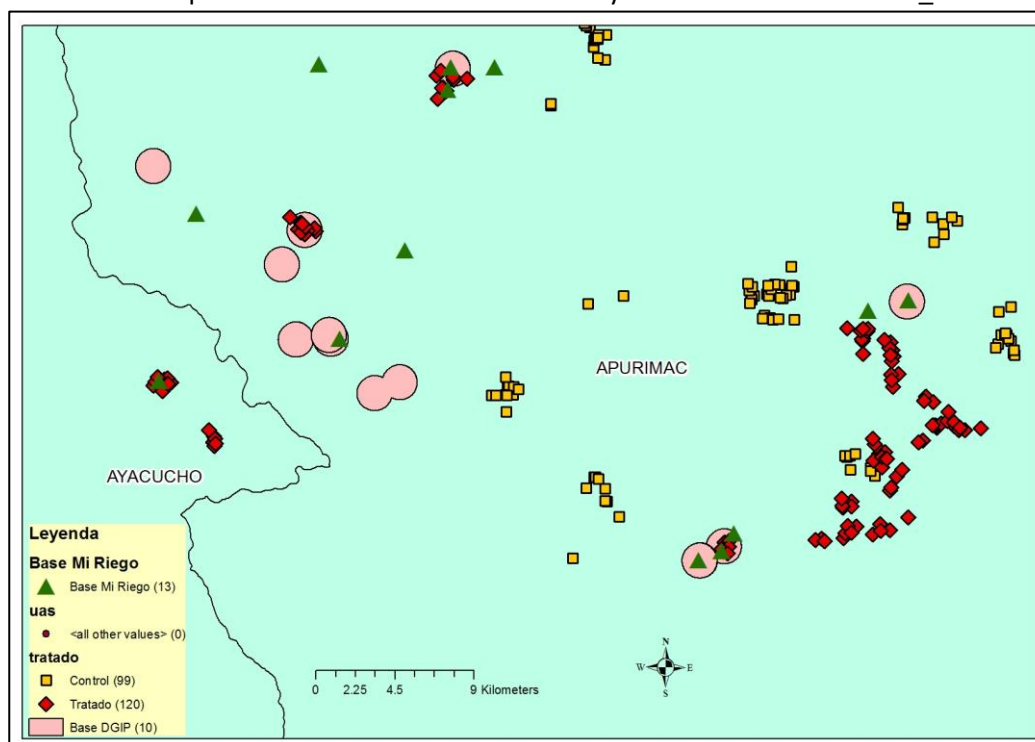 APURIMAC
AYACUCHO
Leyenda
Base Mi Riego
Base Mi Riego (13)
uas
<all other values> (0)
tratado
Control (99)
Tratado (120)
Base DGIP (10)
0 2.25 4.5 9 Kilometers
N
W E
S